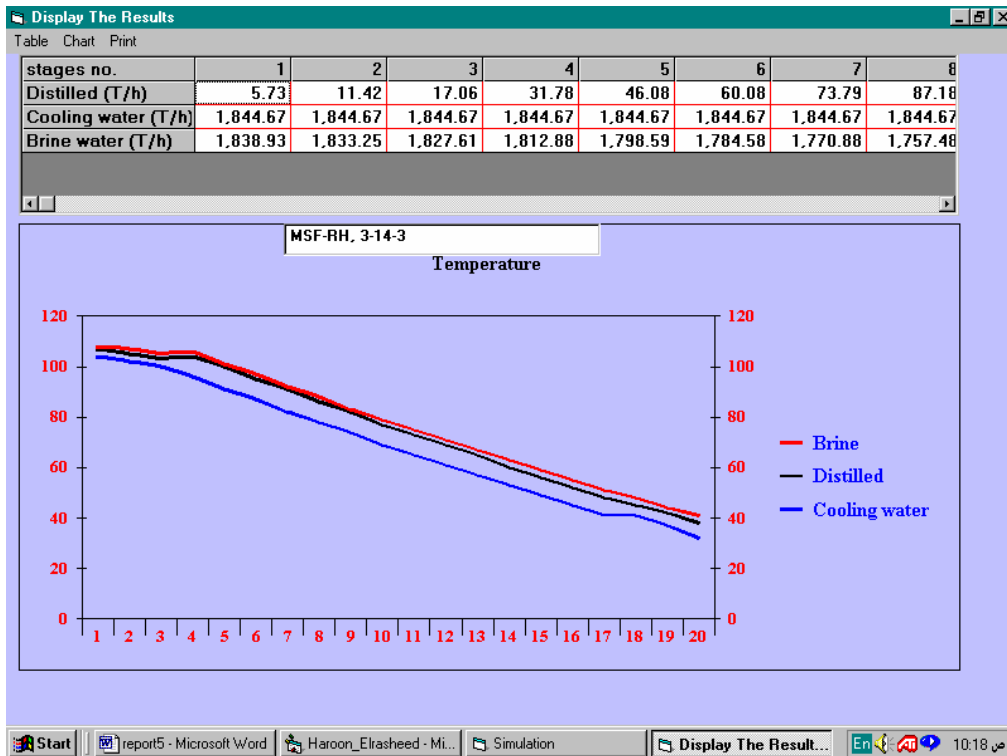 Display The Results
Table Chart Print
stages no. 1 2 3 4 5 6 7 8
Distilled (T/h) 5.73 11.42 17.06 31.78 46.08 60.08 73.79 87.18
Cooling water (T/h) 1,844.67 1,844.67 1,844.67 1,844.67 1,844.67 1,844.67 1,844.67 1,844.67
Brine water (T/h) 1,838.93 1,833.25 1,827.61 1,812.88 1,798.59 1,784.58 1,770.88 1,757.48
MSF-RH, 3-14-3
Temperature
120 120
100 100
80 80
60 60
40 40
20 20
0 0
Brine
Distilled
Cooling water
1 2 3 4 5 6 7 8 9 10 11 12 13 14 15 16 17 18 19 20
Start report5 - Microsoft Word Haroon_Elrasheed - Mi... Simulation Display The Result... En 10:18 ص